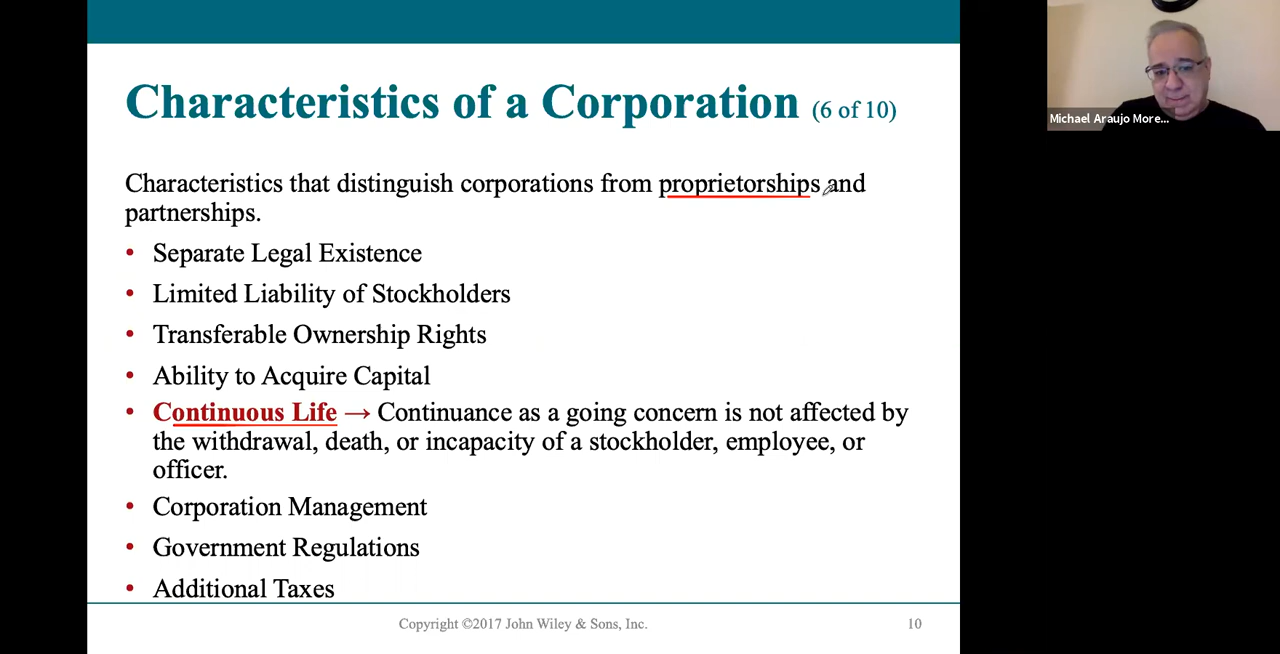 Characteristics of a Corporation (6 of 10)
Michael Araujo More...
Characteristics that distinguish corporations from proprietorships and
partnerships.
• Separate Legal Existence
• Limited Liability of Stockholders
• Transferable Ownership Rights
• Ability to Acquire Capital
• Continuous Life → Continuance as a going concern is not affected by
the withdrawal, death, or incapacity of a stockholder, employee, or
officer.
• Corporation Management
• Government Regulations
• Additional Taxes
Copyright ©2017 John Wiley & Sons, Inc.
10